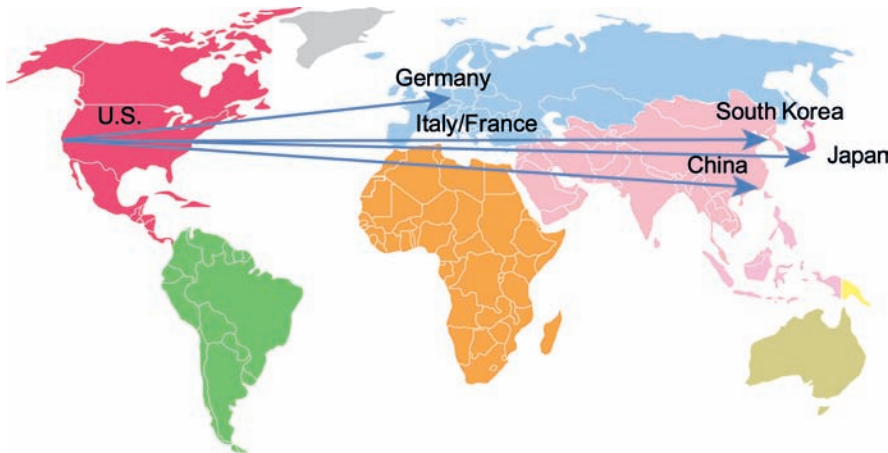 Germany
U.S.
Italy/France
South Korea
Japan
China